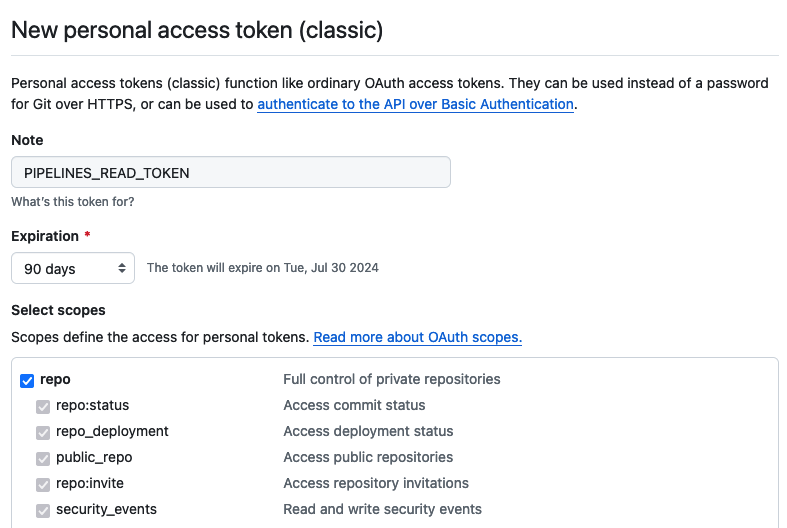 New personal access token (classic)
Personal access tokens (classic) function like ordinary OAuth access tokens. They can be used instead of a password
for Git over HTTPS, or can be used to authenticate to the API over Basic Authentication.
Note
PIPELINES_READ_TOKEN
What's this token for?
Expiration *
90 days The token will expire on Tue, Jul 30 2024
Select scopes
Scopes define the access for personal tokens. Read more about OAuth scopes.
repo Full control of private repositories
repo:status Access commit status
repo_deployment Access deployment status
public_repo Access public repositories
repo:invite Access repository invitations
security_events Read and write security events